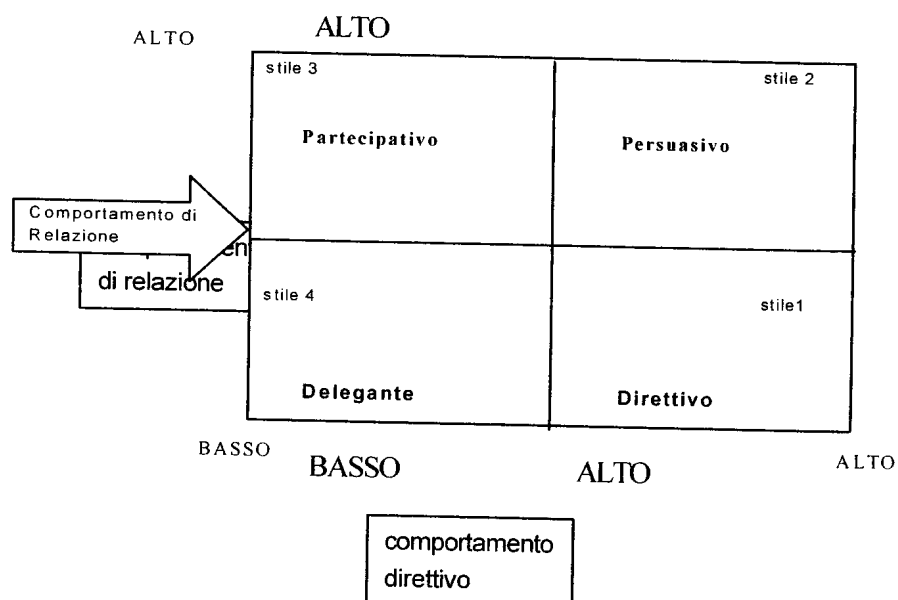 ALTO
ALTO
stile 3
stile 2
Partecipativo
Persuasivo
Comportamento di
Relazione
en
di relazione
stile 4
stile1
Delegante
Direttivo
BASSO
BASSO
ALTO
ALTO
comportamento
direttivo